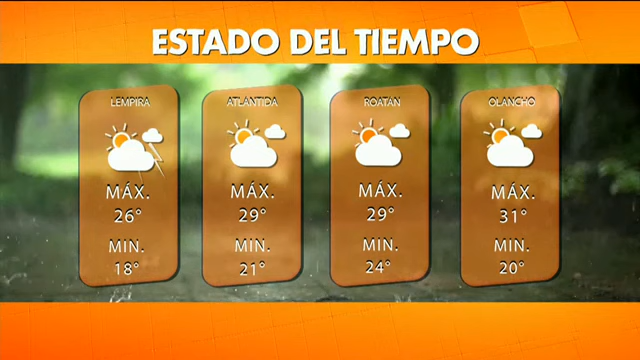 ESTADO DEL TIEMPO
LEMPIRA
MÁX.
26°
MIN.
18°
ATLANTIDA
MÁX.
29°
MIN.
21°
ROATAN
MÁX.
29°
MIN.
24°
OLANCHO
MÁX.
31°
MIN.
20°